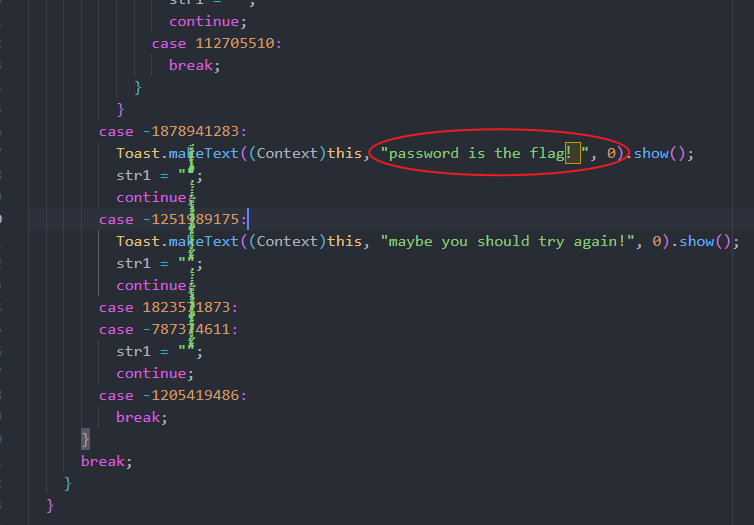 str1 = "";
continue;
case 112705510:
break;
}
}
case -1878941283:
Toast.makeText((Context)this, "password is the flag！", 0).show();
str1 = "";
continue;
case -1251989175:
Toast.makeText((Context)this, "maybe you should try again!", 0).show();
str1 = "";
continue;
case 1823571873:
case -787374611:
str1 = "";
continue;
case -1205419486:
break;
}
break;
}
}